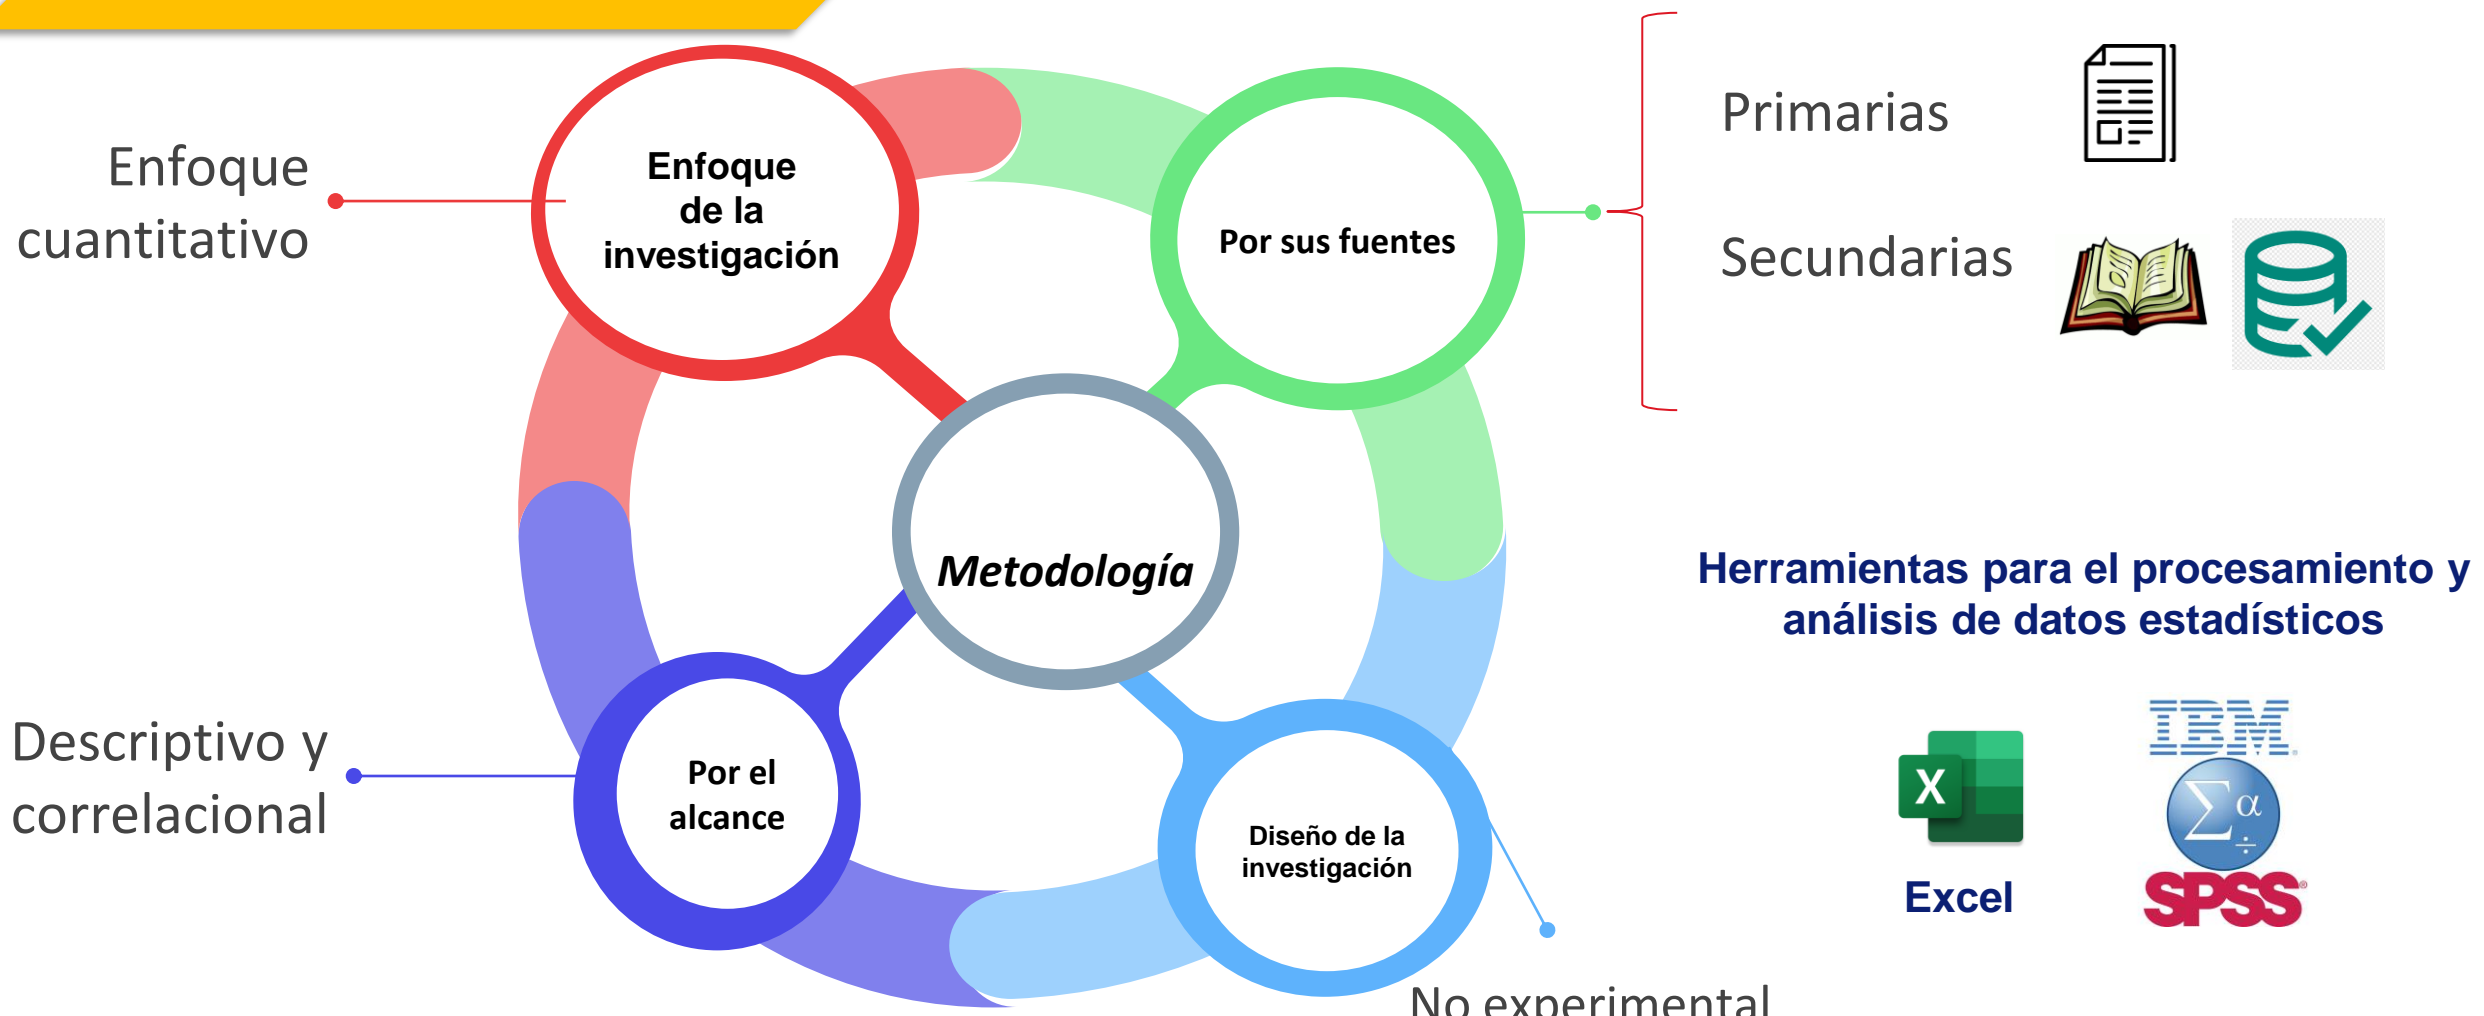 Enfoque
cuantitativo
Enfoque
de la
investigación
Por sus fuentes
Primarias
Secundarias
Metodología
Herramientas para el procesamiento y
análisis de datos estadísticos
Descriptivo y
correlacional
Por el
alcance
Diseño de la
investigación
No experimental
X
Excel
IBM
Σα
÷
SPSS